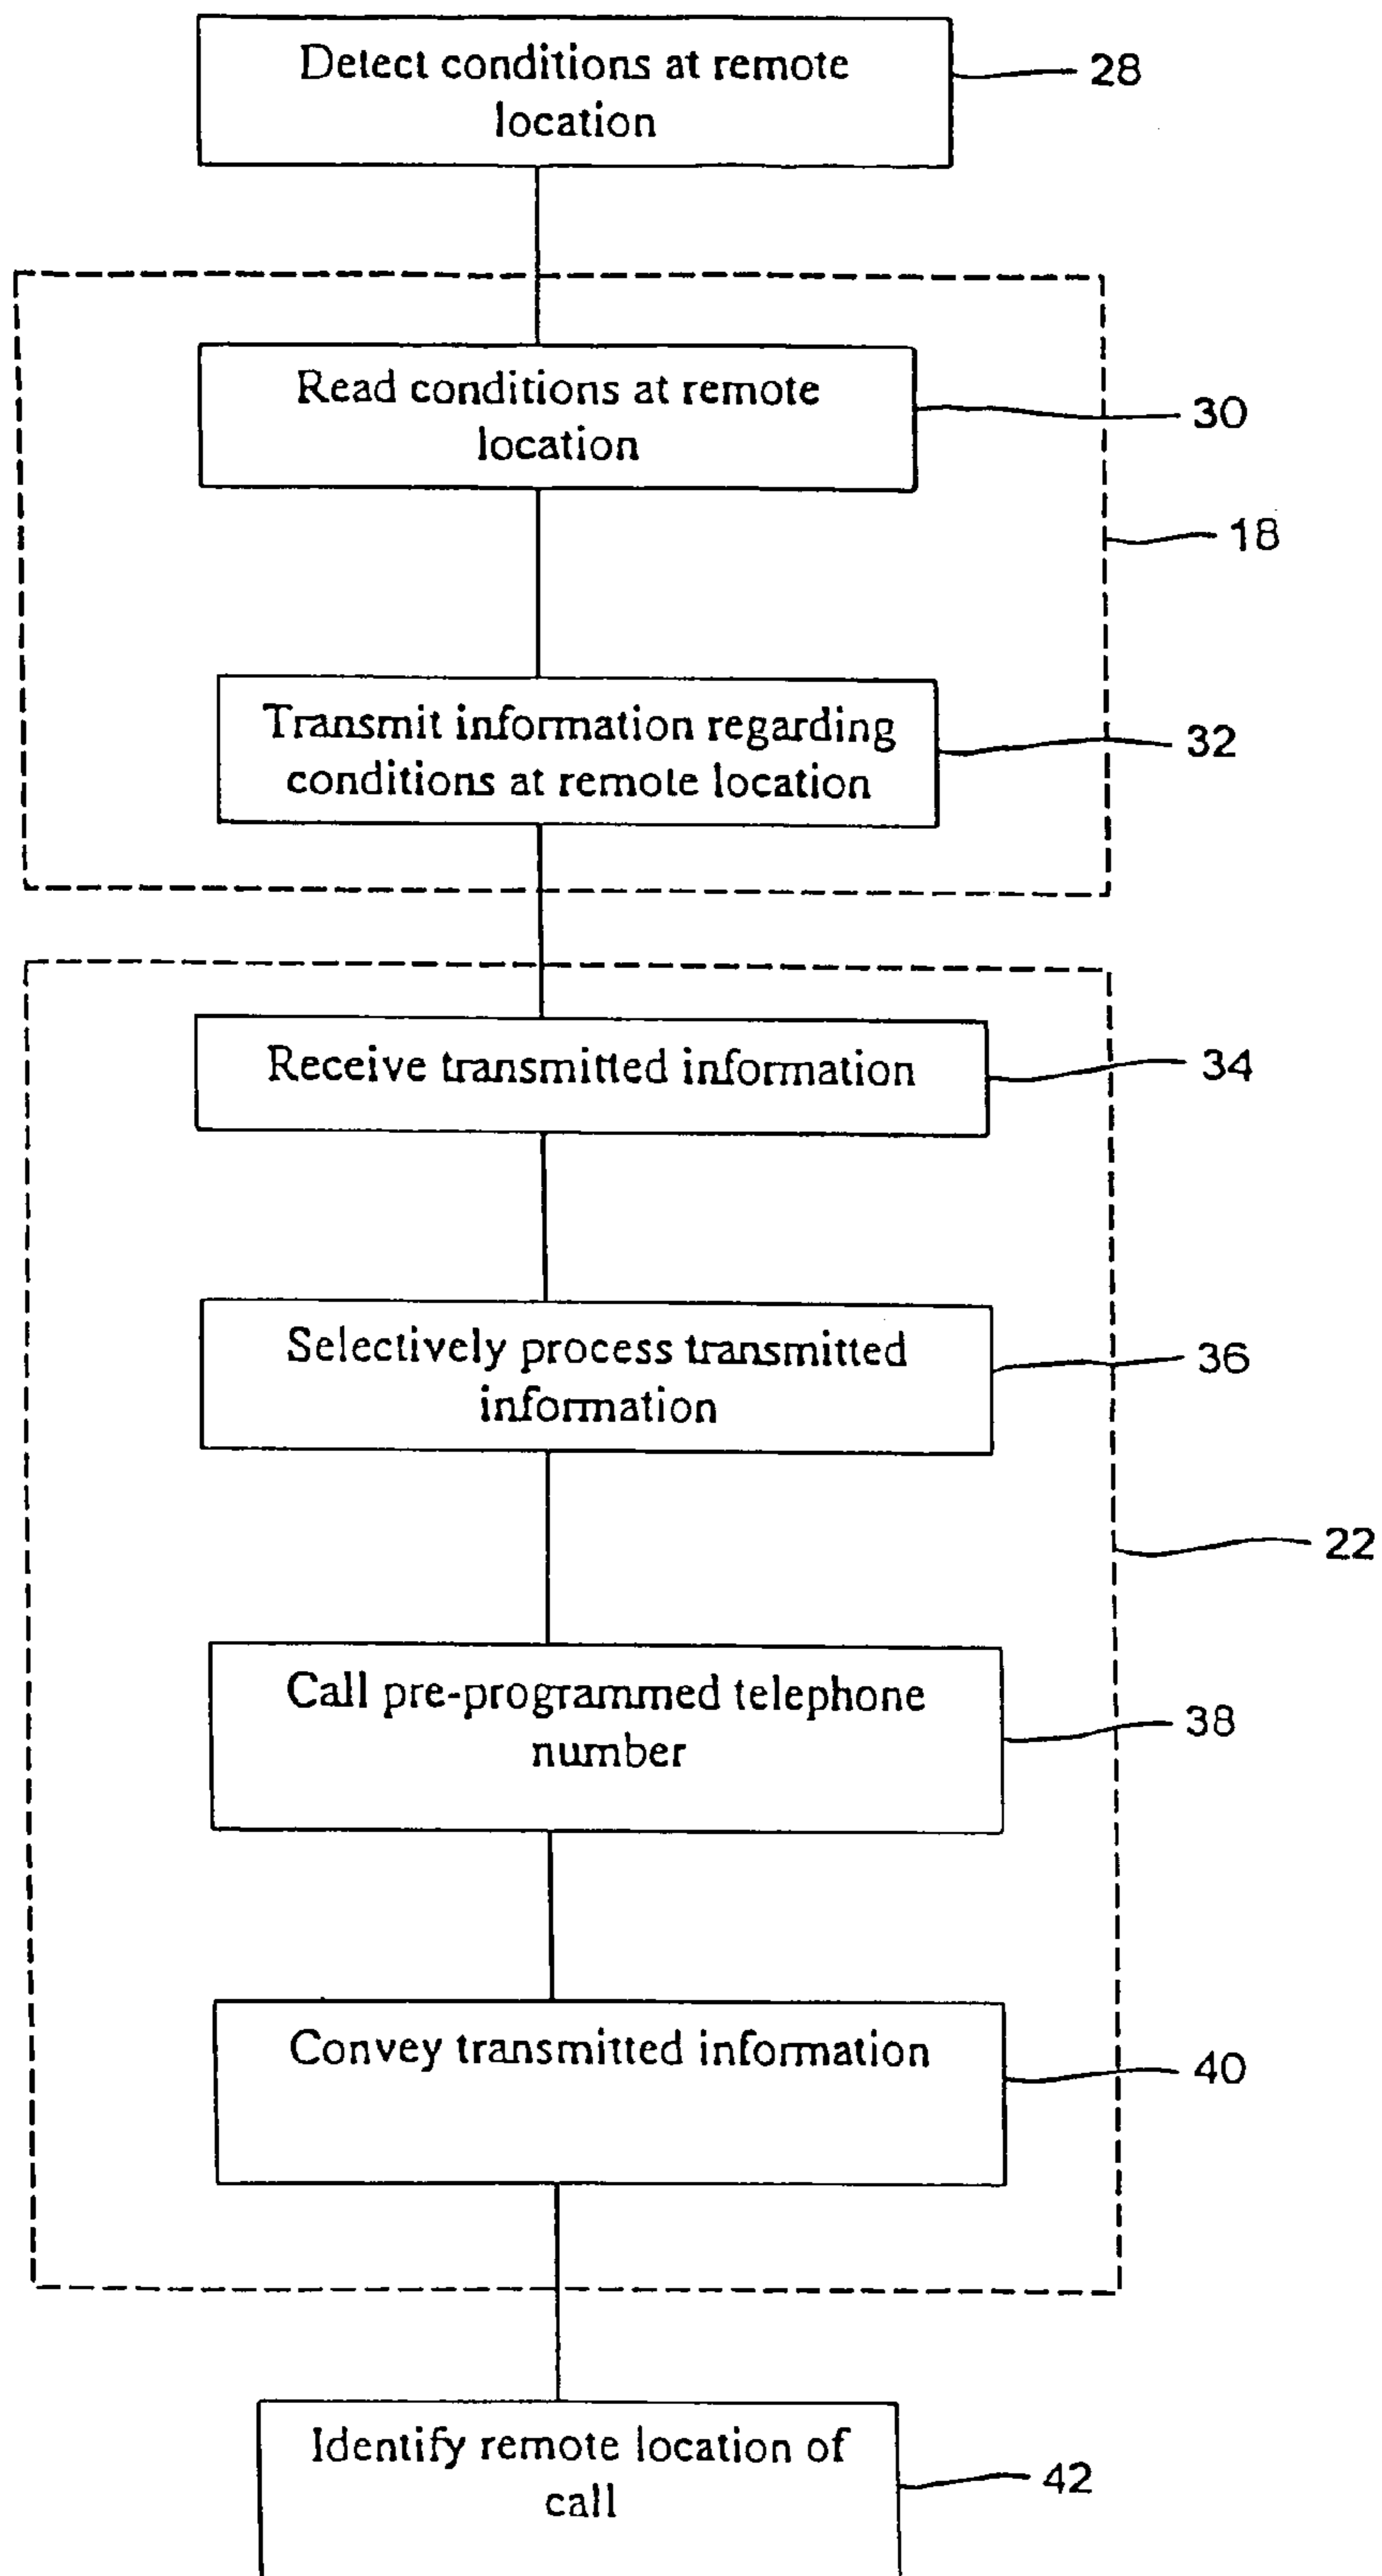 Detect conditions at remote
location
28
Read conditions at remote
location
30
18
Transmit information regarding
conditions at remote location
32
Receive transmitted information
34
Selectively process transmitted
information
36
22
Call pre-programmed telephone
number
38
Convey transmitted information
40
Identify remote location of
call
42